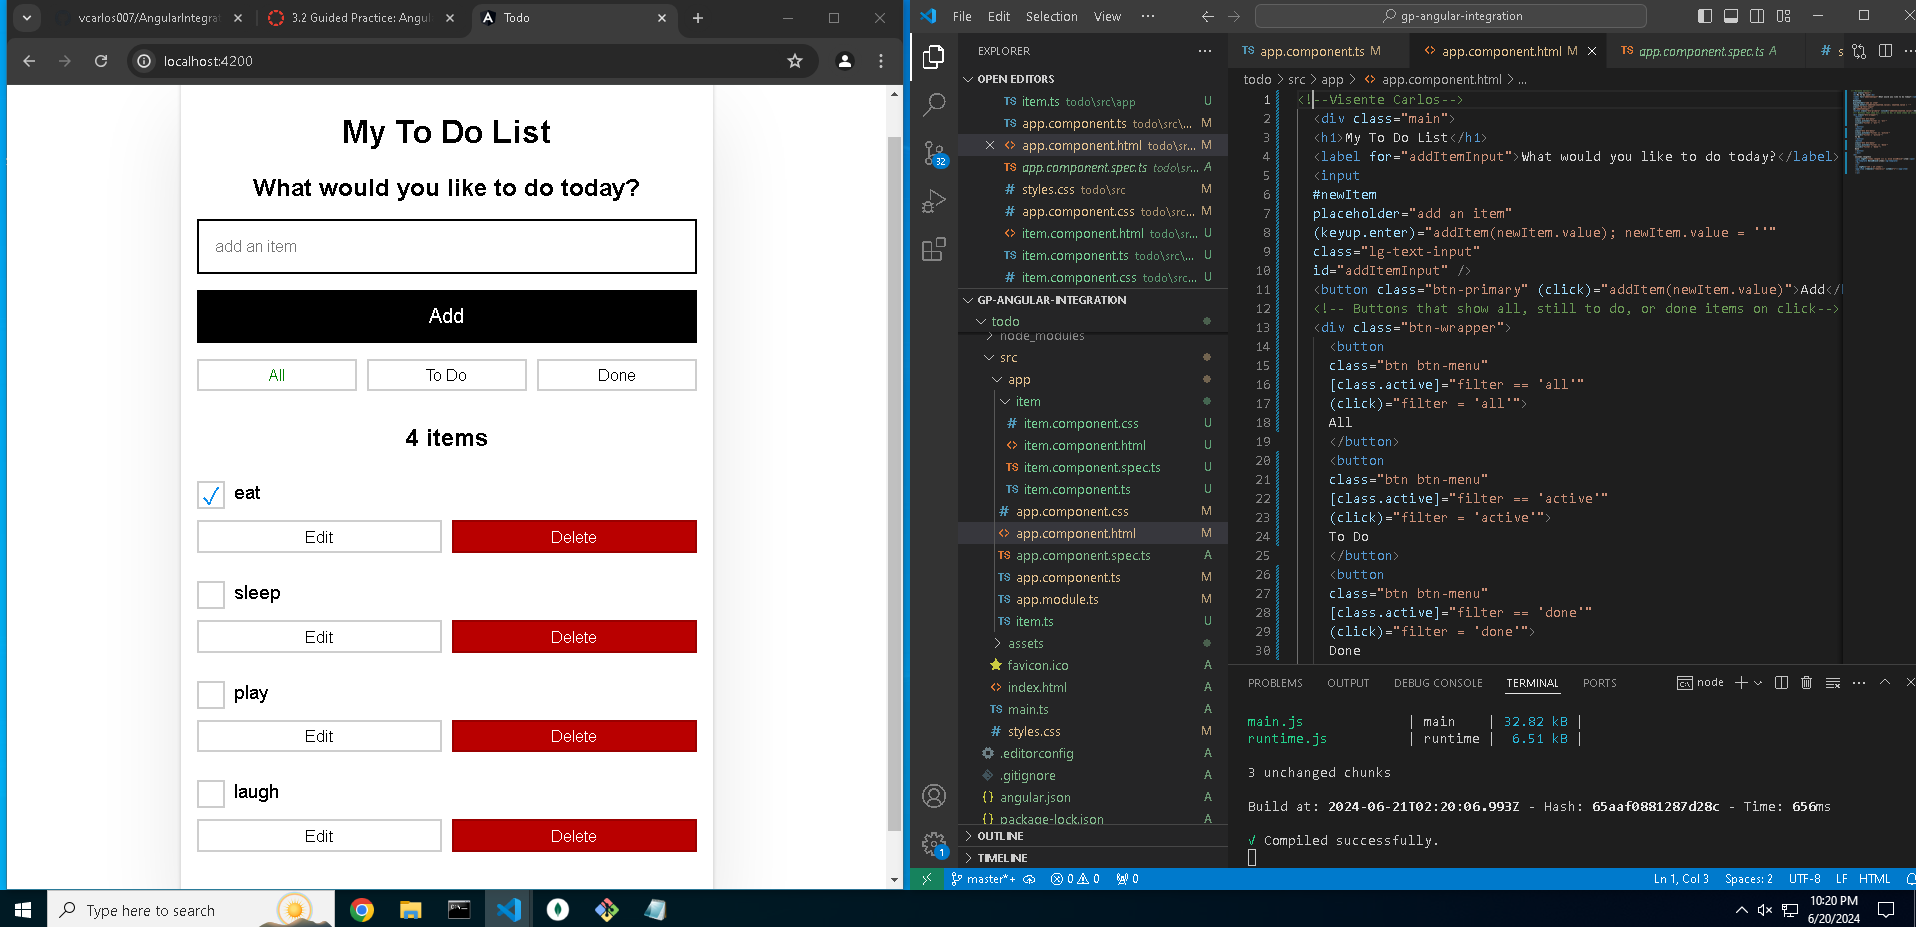 vcarlos007/AngularIntegrat
3.2 Guided Practice: Angul
Todo
localhost:4200
My To Do List
What would you like to do today?
add an item
Add
All
To Do
Done
4 items
eat
Edit
Delete
sleep
Edit
Delete
play
Edit
Delete
laugh
Edit
Delete
File Edit Selection View ···
gp-angular-integration
EXPLORER
OPEN EDITORS
TS item.ts todo\src\app U
TS app.component.ts todo\src\... M
<> app.component.html todo\sr... M
TS app.component.spec.ts todo\sr... A
# styles.css todo\src M
# app.component.css todo\src... M
<> item.component.html todo\sr... U
TS item.component.ts todo\src\... U
# item.component.css todo\src... U
GP-ANGULAR-INTEGRATION
todo
node_modules
src
app
item
# item.component.css U
<> item.component.html U
TS item.component.spec.ts U
TS item.component.ts U
# app.component.css M
<> app.component.html M
TS app.component.spec.ts A
TS app.component.ts M
TS app.module.ts M
TS item.ts U
assets
favicon.ico A
<> index.html A
TS main.ts A
# styles.css M
.editorconfig A
.gitignore A
{} angular.json A
{} package-lock.json A
OUTLINE
TIMELINE
32
1
TS app.component.ts M
<> app.component.html M
TS app.component.spec.ts A
# s
todo > src > app > <> app.component.html > ...
1 <!--Visente Carlos-->
2 <div class="main">
3 <h1>My To Do List</h1>
4 <label for="addItemInput">What would you like to do today?</label>
5 <input
6 #newItem
7 placeholder="add an item"
8 (keyup.enter)="addItem(newItem.value); newItem.value = ''"
9 class="lg-text-input"
10 id="addItemInput" />
11 <button class="btn-primary" (click)="addItem(newItem.value)">Add</
12 <!-- Buttons that show all, still to do, or done items on click-->
13 <div class="btn-wrapper">
14 <button
15 class="btn btn-menu"
16 [class.active]="filter == 'all'"
17 (click)="filter = 'all'">
18 All
19 </button>
20 <button
21 class="btn btn-menu"
22 [class.active]="filter == 'active'"
23 (click)="filter = 'active'">
24 To Do
25 </button>
26 <button
27 class="btn btn-menu"
28 [class.active]="filter == 'done'"
29 (click)="filter = 'done'">
30 Done
PROBLEMS OUTPUT DEBUG CONSOLE TERMINAL PORTS
node
main.js | main | 32.82 kB |
runtime.js | runtime | 6.51 kB |
3 unchanged chunks
Build at: 2024-06-21T02:20:06.993Z - Hash: 65aaf0881287d28c - Time: 656ms
√ Compiled successfully.
master*+ 0 0 0
Ln 1, Col 3 Spaces: 2 UTF-8 LF HTML
Type here to search
10:20 PM
6/20/2024